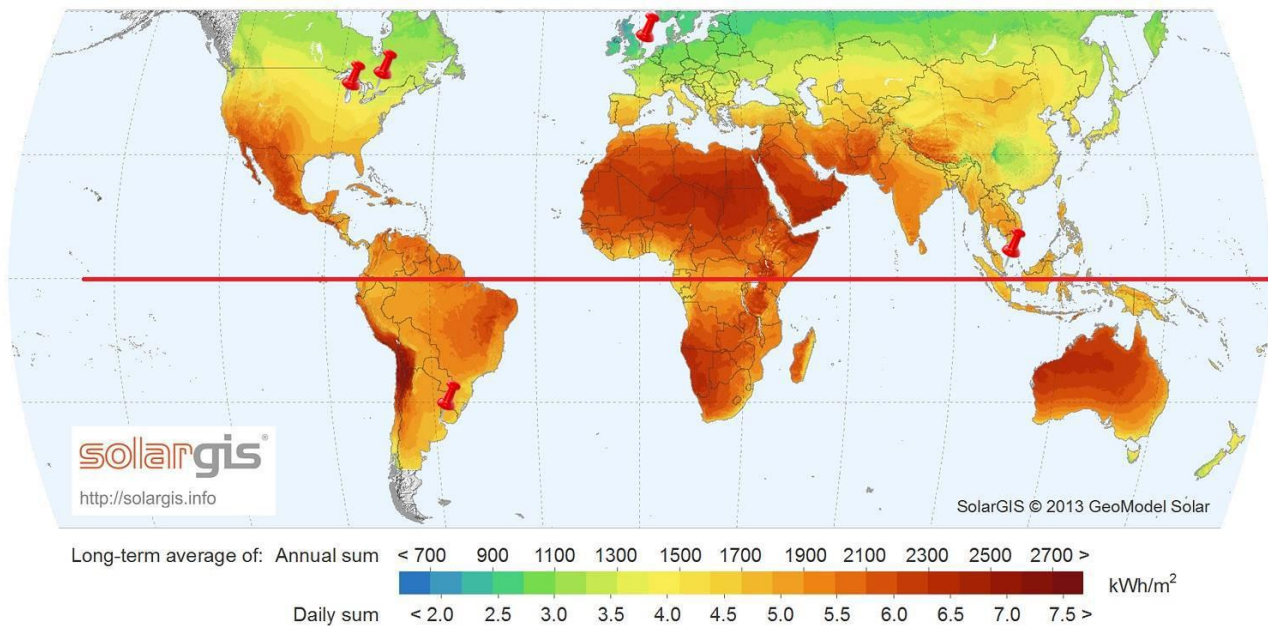 solargis®
http://solargis.info
SolarGIS © 2013 GeoModel Solar
Long-term average of: Annual sum < 700 900 1100 1300 1500 1700 1900 2100 2300 2500 2700 > kWh/m²
Daily sum < 2.0 2.5 3.0 3.5 4.0 4.5 5.0 5.5 6.0 6.5 7.0 7.5 >